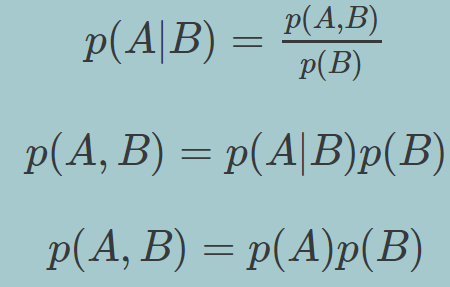 p(A|B) = p(A,B)/p(B)
p(A, B) = p(A|B)p(B)
p(A, B) = p(A)p(B)